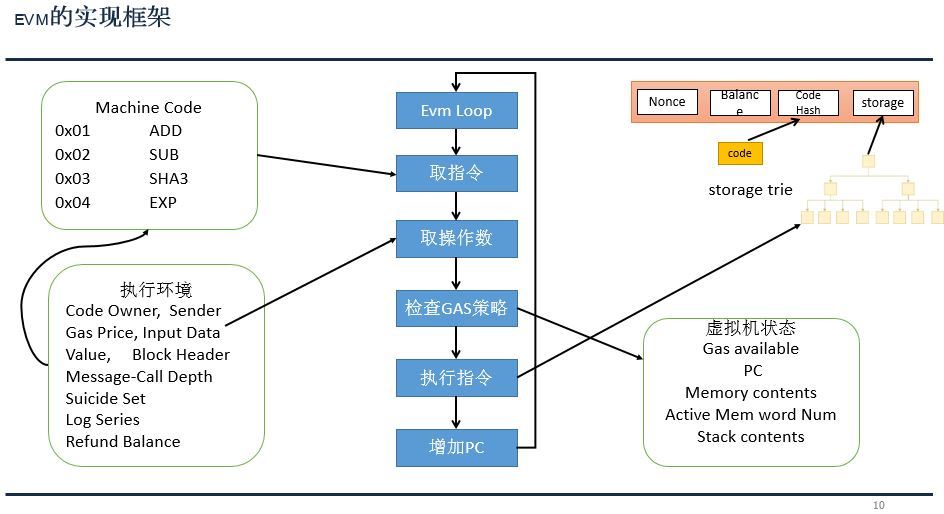 EVM的实现框架
Machine Code
0x01 ADD
0x02 SUB
0x03 SHA3
0x04 EXP
执行环境
Code Owner, Sender
Gas Price, Input Data
Value, Block Header
Message-Call Depth
Suicide Set
Log Series
Refund Balance
Evm Loop
取指令
取操作数
检查GAS策略
执行指令
增加PC
Nonce
Balanc
e
Code
Hash
storage
code
storage trie
虚拟机状态
Gas available
PC
Memory contents
Active Mem word Num
Stack contents
10